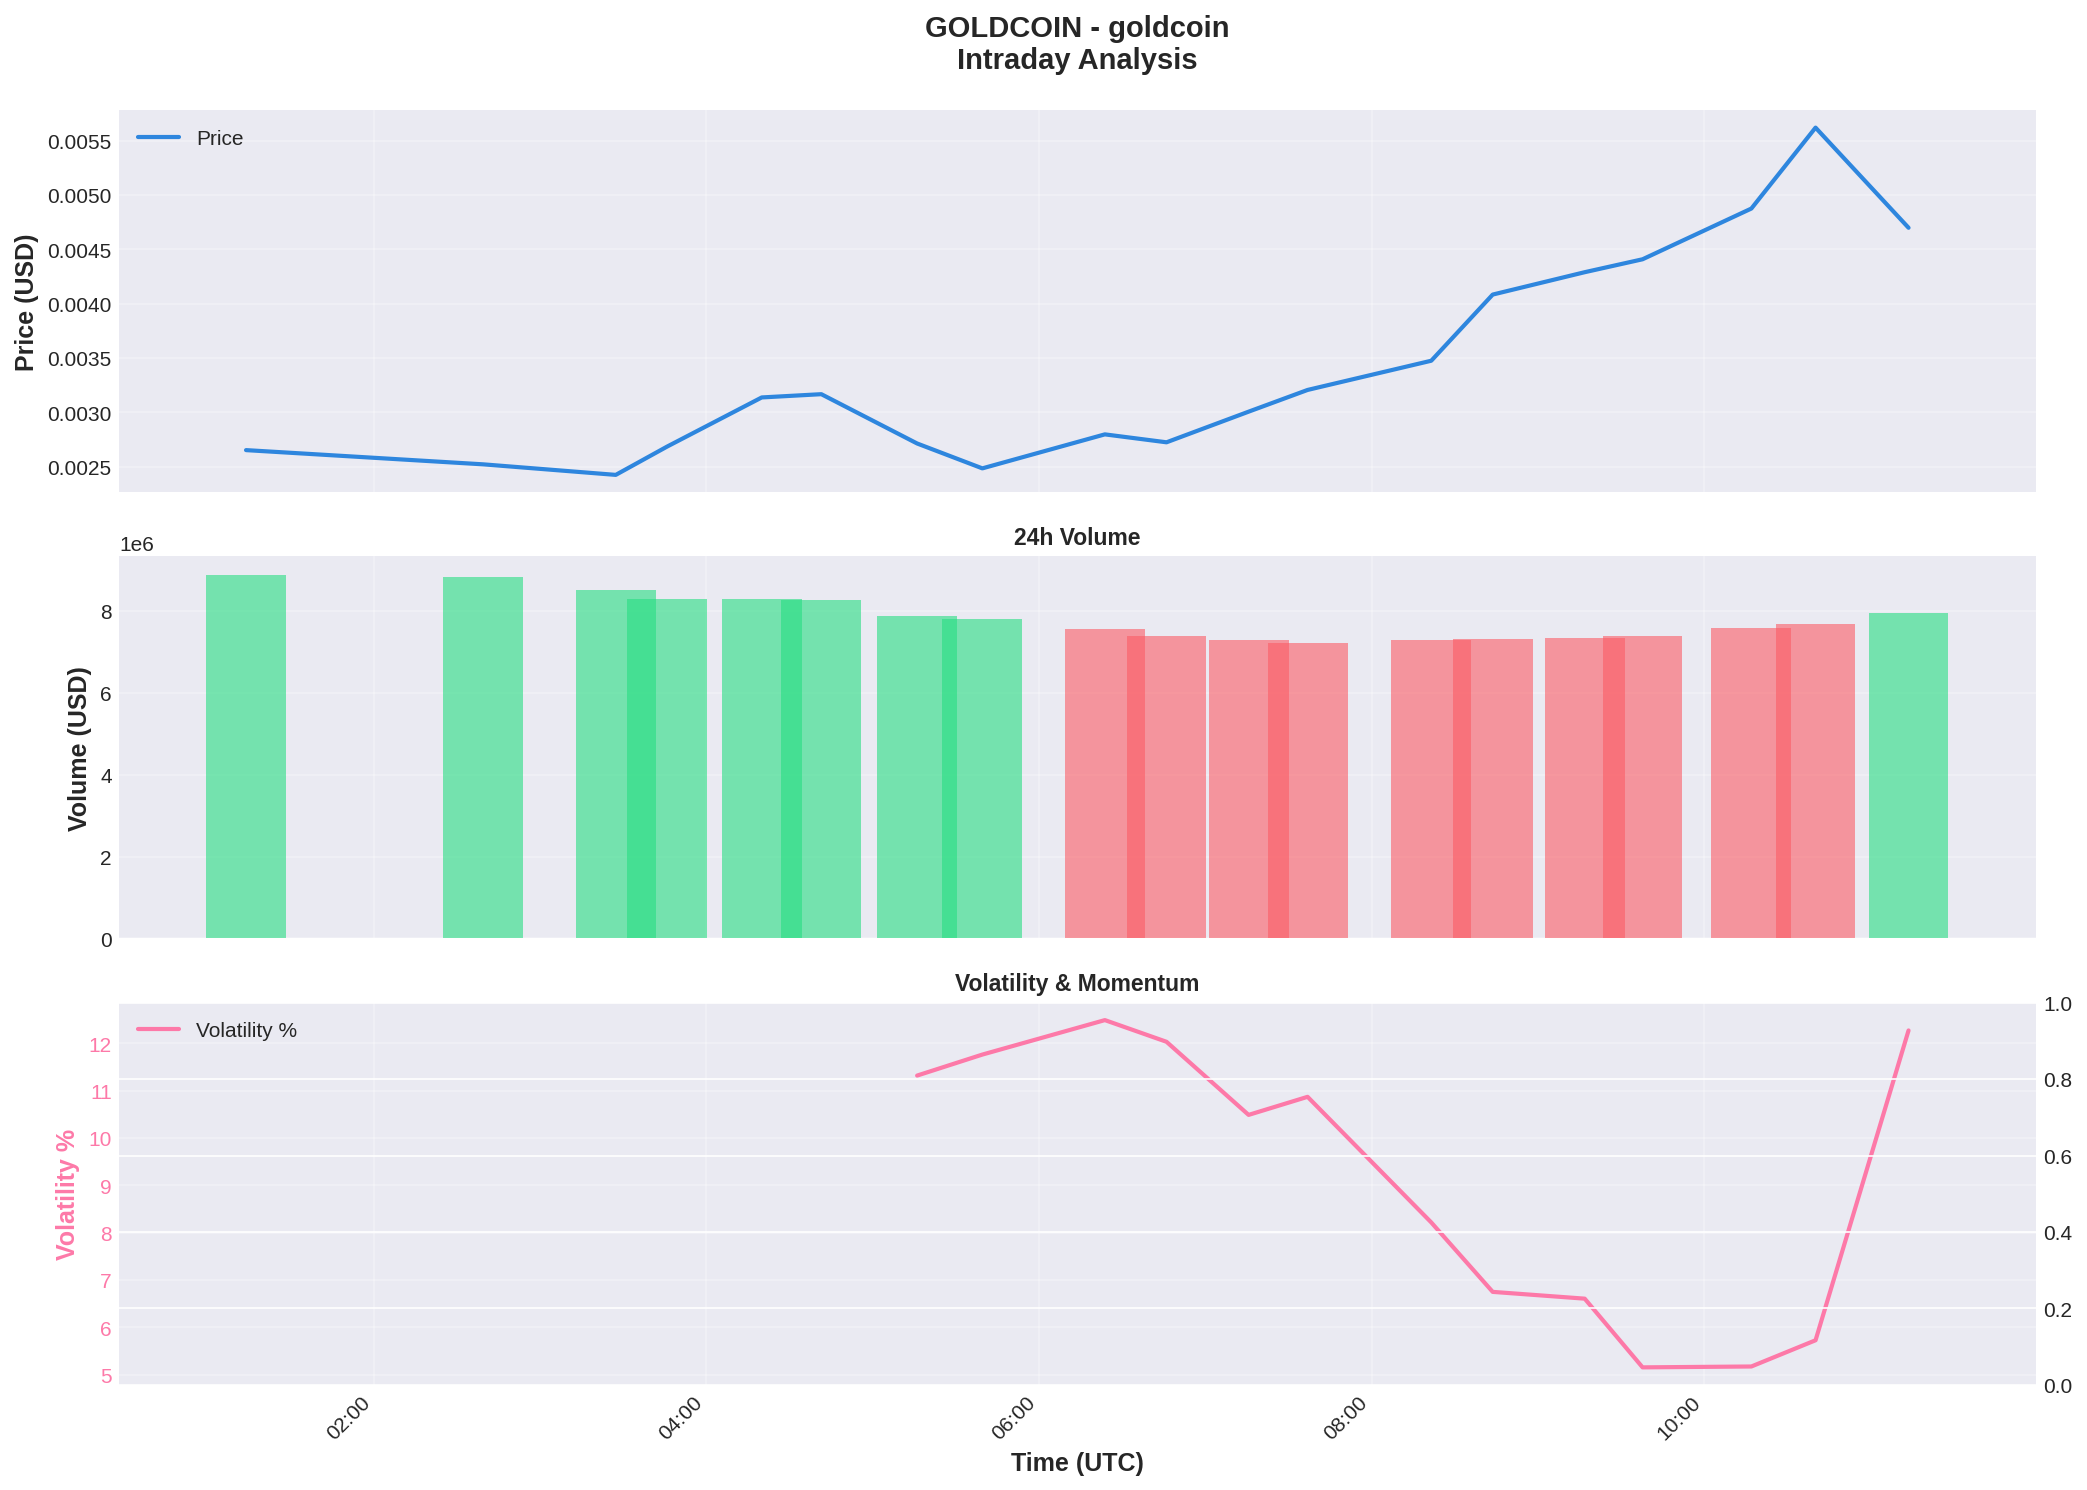 GOLDCOIN - goldcoin
Intraday Analysis
Price
0.0055
0.0050
0.0045
0.0040
0.0035
0.0030
0.0025
Price (USD)
24h Volume
1e6
8
6
4
2
0
Volume (USD)
Volatility & Momentum
Volatility %
12
11
10
9
8
7
6
5
Volatility %
1.0
0.8
0.6
0.4
0.2
0.0
02:00
04:00
06:00
08:00
10:00
Time (UTC)